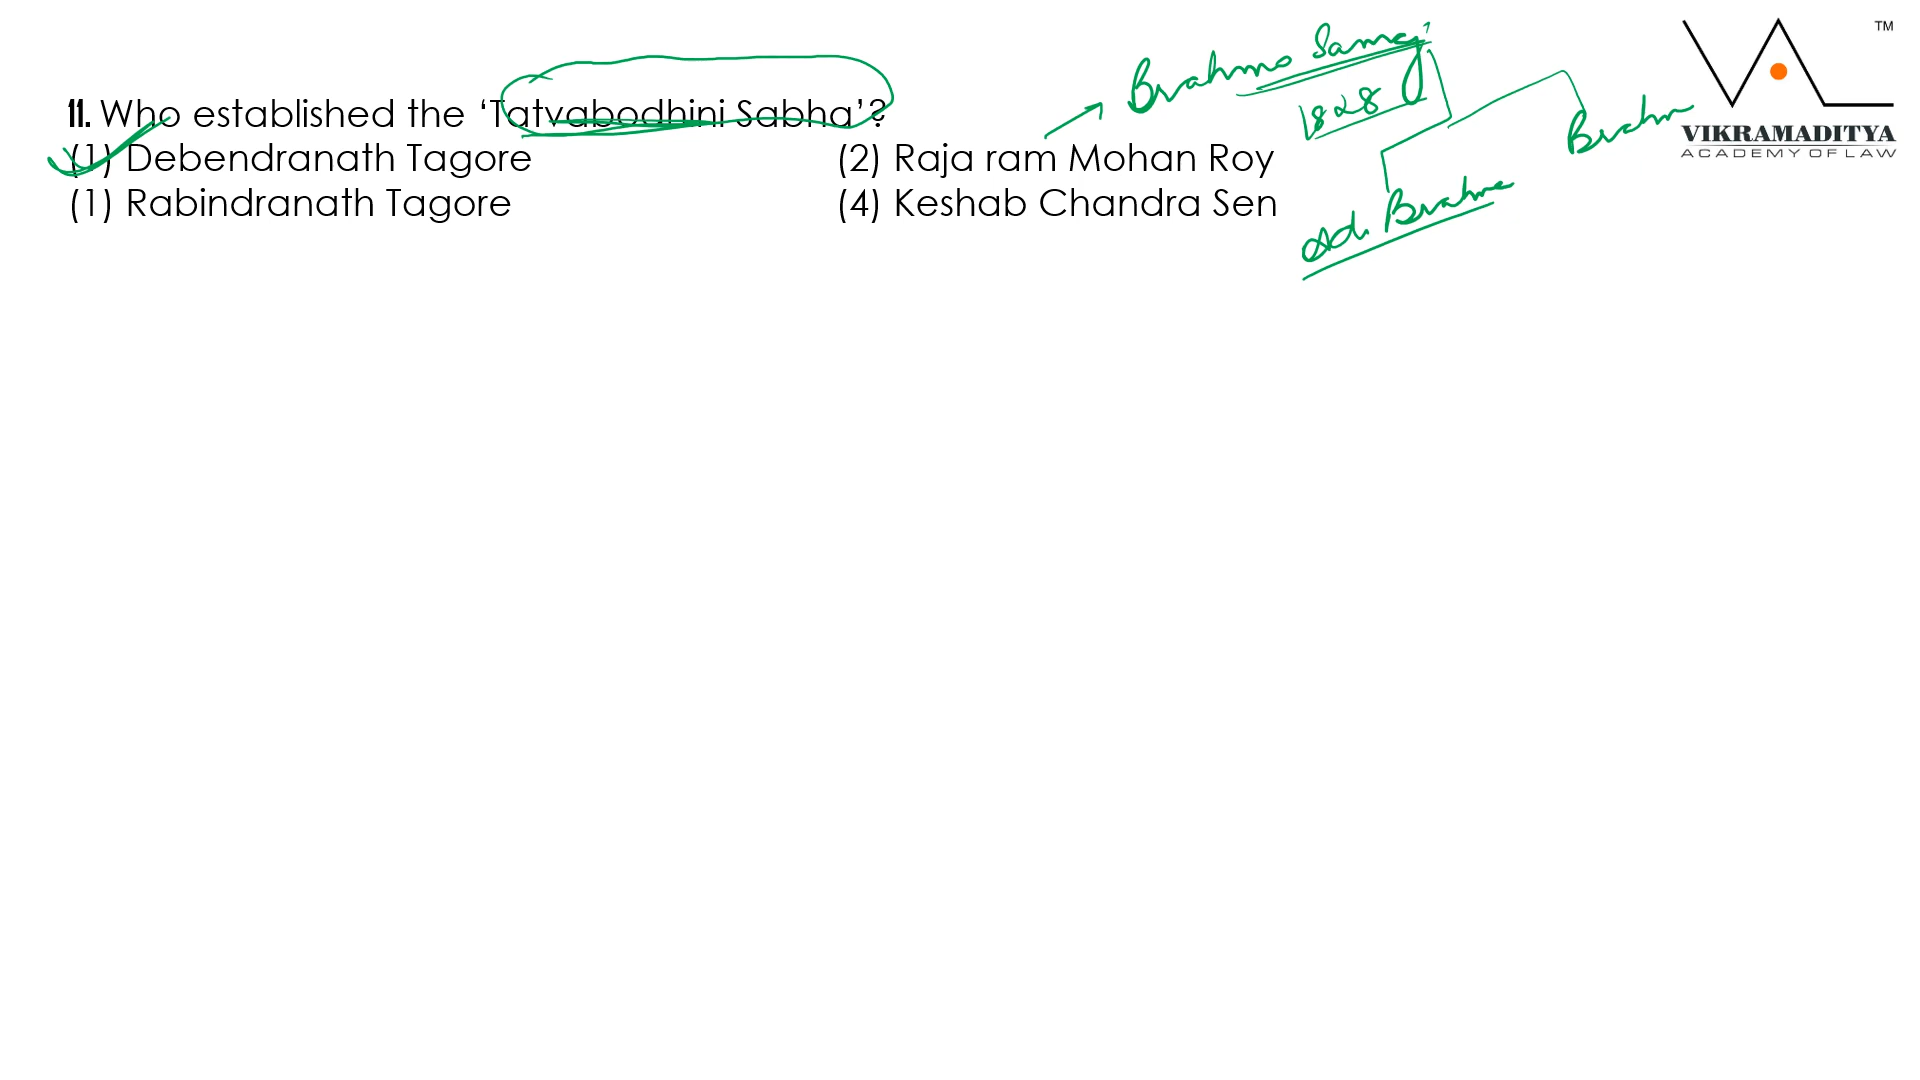 Brahmo Samaj
1828
TM
11. Who established the ‘Tatvabodhini Sabha’?
Brahm
VIKRAMADITYA
ACADEMY OF LAW
(1) Debendranath Tagore (2) Raja ram Mohan Roy
(1) Rabindranath Tagore (4) Keshab Chandra Sen
Adi Brahmo